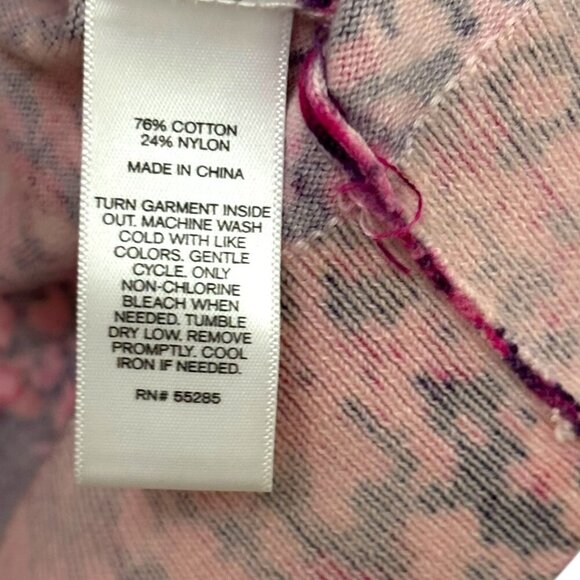 76% COTTON
24% NYLON
MADE IN CHINA
TURN GARMENT INSIDE
OUT. MACHINE WASH
COLD WITH LIKE
COLORS. GENTLE
CYCLE. ONLY
NON-CHLORINE
BLEACH WHEN
NEEDED. TUMBLE
DRY LOW. REMOVE
PROMPTLY. COOL
IRON IF NEEDED.
RN# 55285